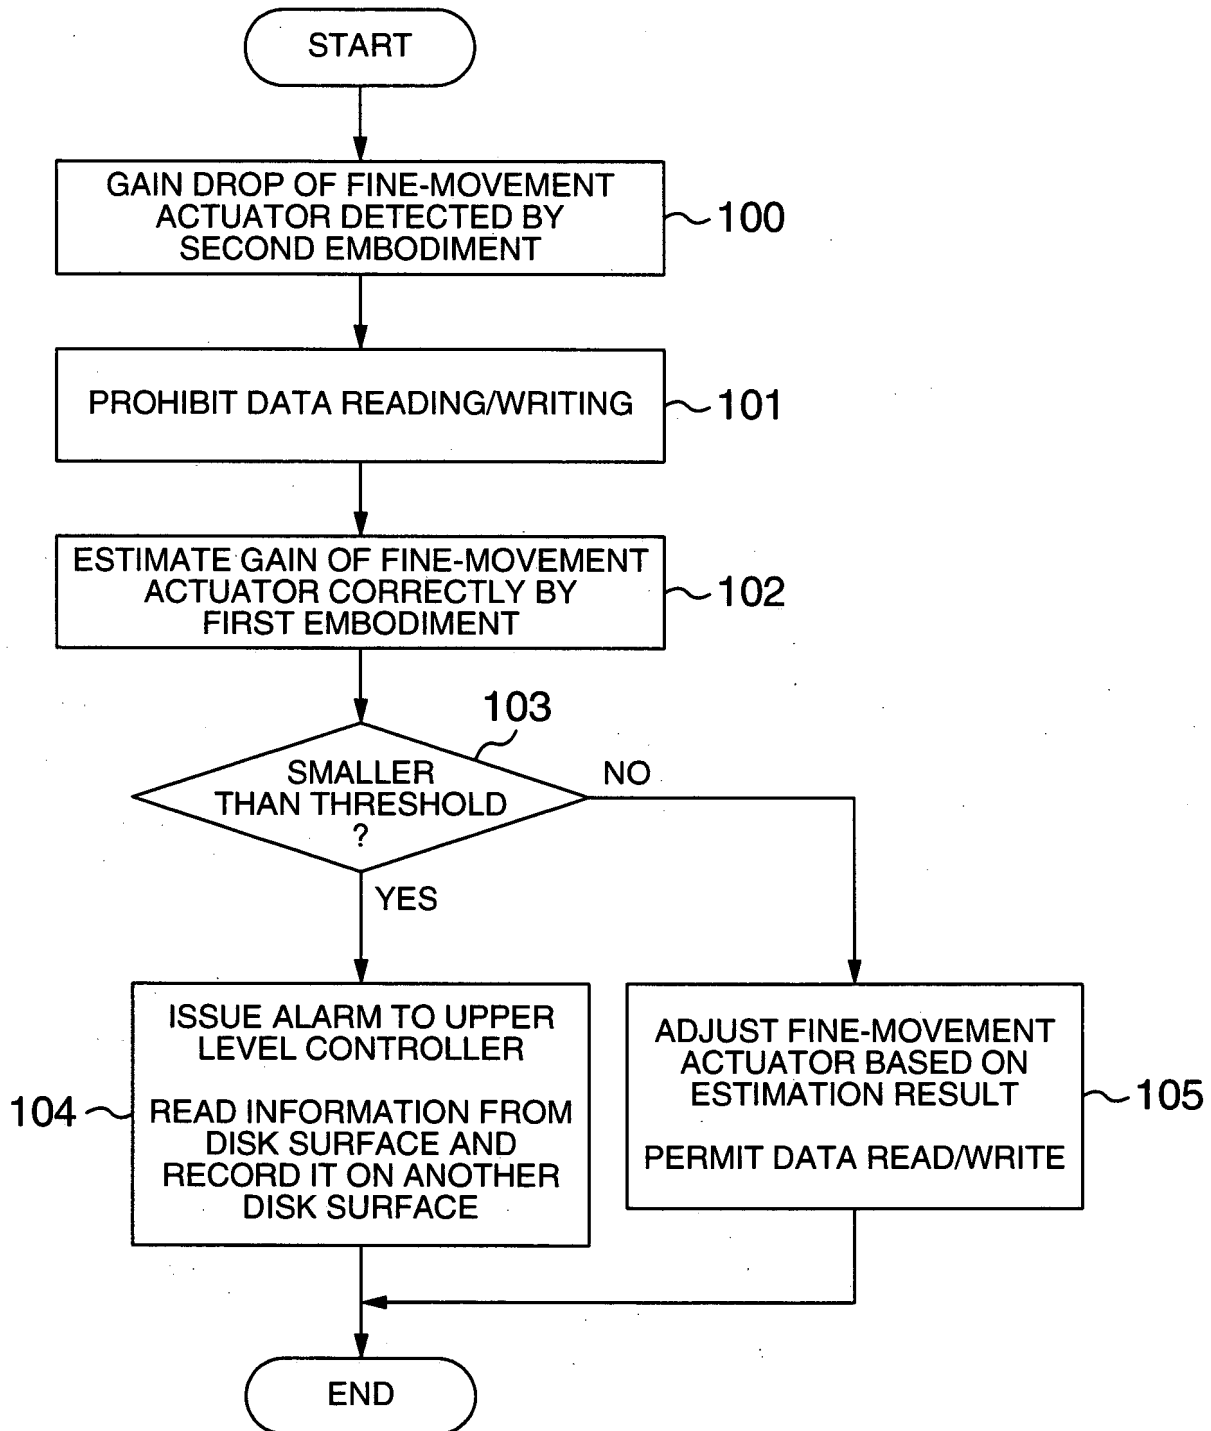 START
GAIN DROP OF FINE-MOVEMENT
ACTUATOR DETECTED BY
SECOND EMBODIMENT
100
PROHIBIT DATA READING/WRITING
101
ESTIMATE GAIN OF FINE-MOVEMENT
ACTUATOR CORRECTLY BY
FIRST EMBODIMENT
102
103
SMALLER
THAN THRESHOLD
?
NO
YES
ISSUE ALARM TO UPPER
LEVEL CONTROLLER
READ INFORMATION FROM
DISK SURFACE AND
RECORD IT ON ANOTHER
DISK SURFACE
104
ADJUST FINE-MOVEMENT
ACTUATOR BASED ON
ESTIMATION RESULT
PERMIT DATA READ/WRITE
105
END